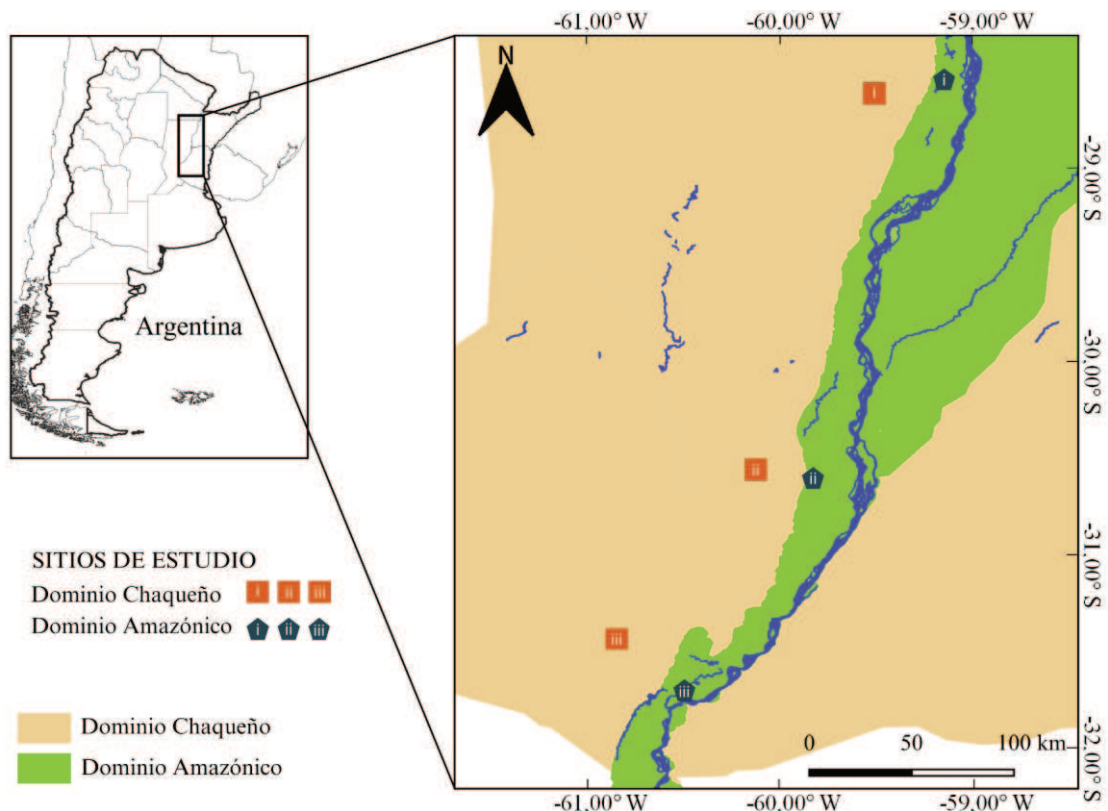 -61,00° W -60,00° W -59,00° W
N
i
i
-29,00° S
Argentina
-30,00° S
ii
ii
-31,00° S
SITIOS DE ESTUDIO
Dominio Chaqueño i ii iii
Dominio Amazónico i ii iii
iii
iii
Dominio Chaqueño
Dominio Amazónico
0 50 100 km
-32,00° S
-61,00° W -60,00° W -59,00° W